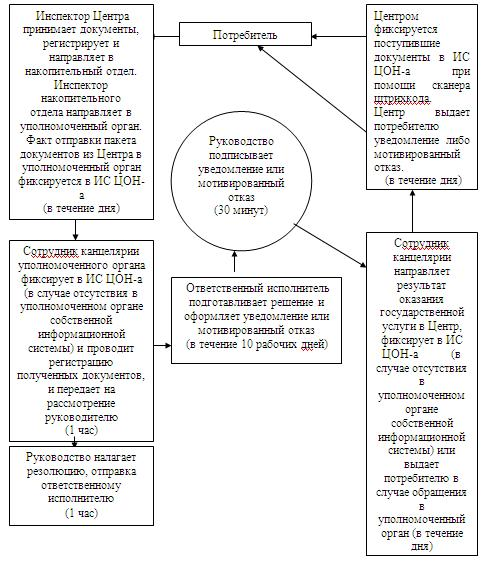 Инспектор Центра
принимает документы,
регистрирует и
направляет в
накопительный отдел.
Инспектор
накопительного
отдела направляет в
уполномоченный орган.
Факт отправки пакета
документов из Центра в
уполномоченный орган
фиксируется в ИС ЦОН-
а
(в течение дня)
Потребитель
Центром
фиксируется
поступившие
документы в ИС
ЦОН-а при
помощи сканера
штрихкода.
Центр выдает
потребителю
уведомление либо
мотивированный
отказ.
(в течение дня)
Руководство
подписывает
уведомление или
мотивированный
отказ
(30 минут)
Сотрудник канцелярии
уполномоченного органа
фиксирует в ИС ЦОН-а
(в случае отсутствия в
уполномоченном органе
собственной
информационной
системы) и проводит
регистрацию
полученных документов,
и передает на
рассмотрение
руководителю
(1 час)
Ответственный исполнитель
подготавливает решение и
оформляет уведомление или
мотивированный отказ
(в течение 10 рабочих дней)
Сотрудник
канцелярии
направляет
результат
оказания
государственной
услуги в Центр,
фиксирует в ИС
ЦОН-а (в
случае отсутствия
в
уполномоченном
органе
собственной
информационной
системы) или
выдает
потребителю в
случае обращения
в
уполномоченный
орган (в течение
дня)
Руководство налагает
резолюцию, отправка
ответственному
исполнителю
(1 час)